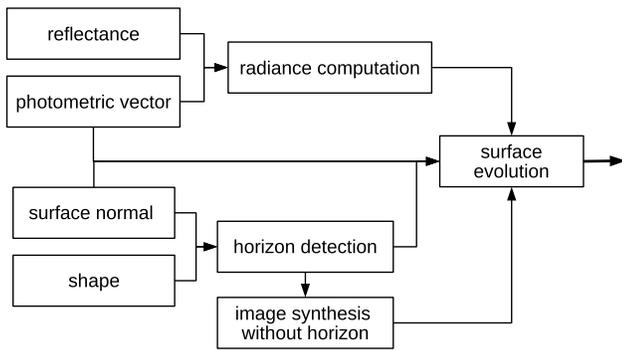 reflectance
radiance computation
photometric vector
surface
evolution
surface normal
horizon detection
shape
image synthesis
without horizon